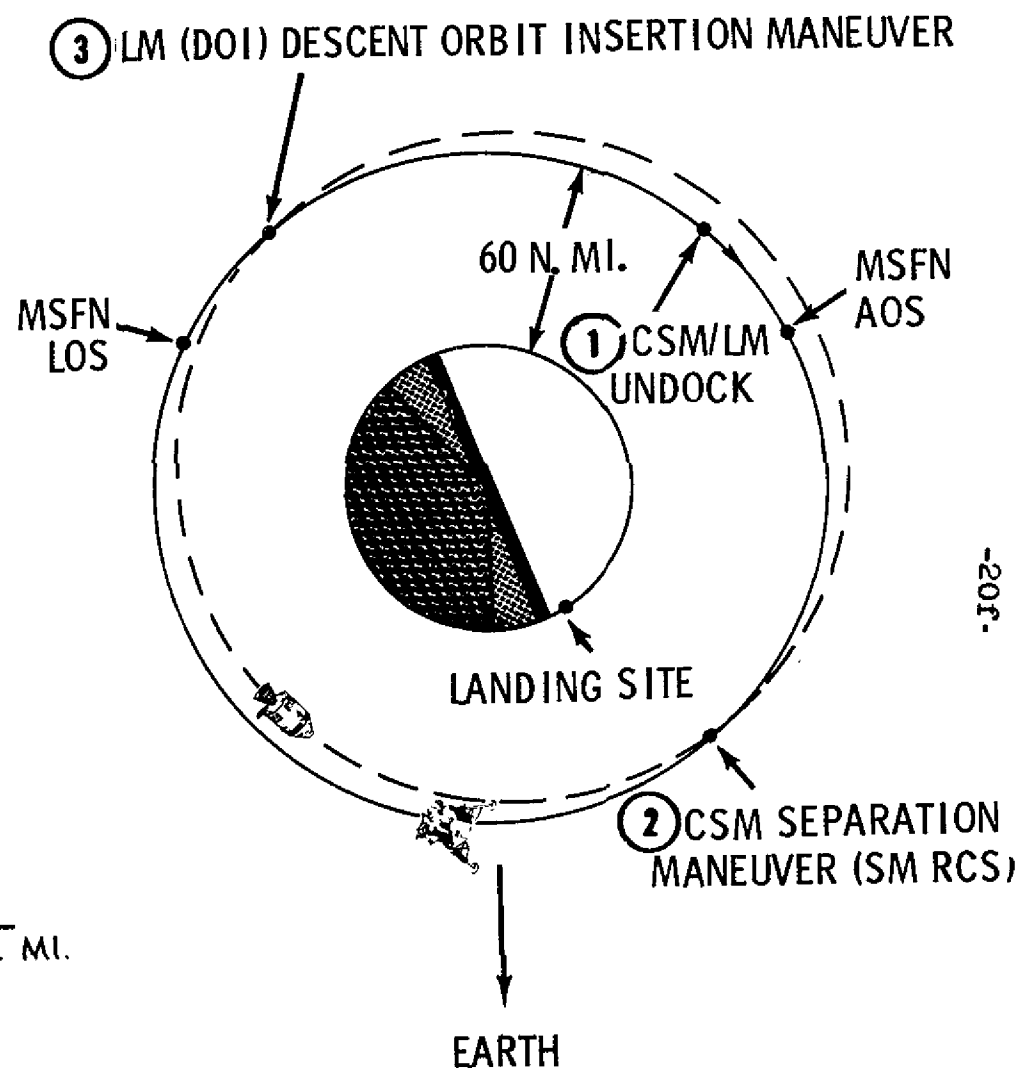 3 LM (DOI) DESCENT ORBIT INSERTION MANEUVER
60 N. MI.
MSFN
AOS
MSFN
LOS
1 CSM/LM
UNDOCK
-20f-
LANDING SITE
2 CSM SEPARATION
MANEUVER (SM RCS)
MI.
EARTH